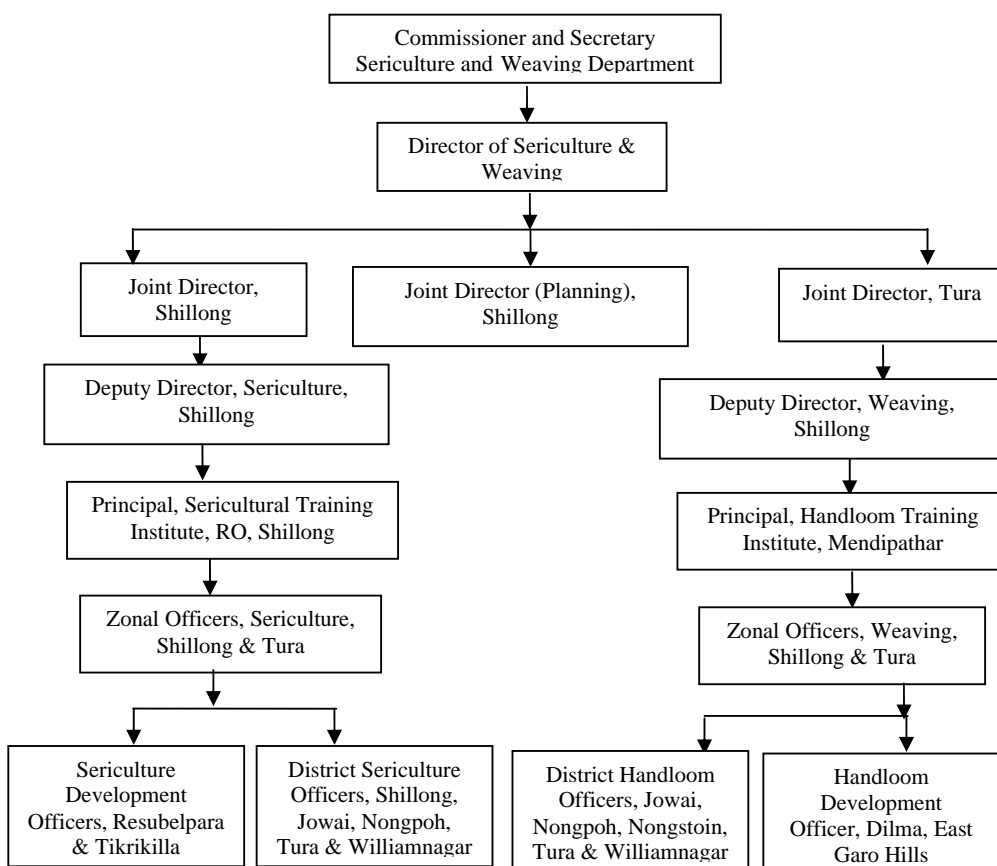 Commissioner and Secretary
Sericulture and Weaving Department
Director of Sericulture &
Weaving
Joint Director,
Shillong
Joint Director (Planning),
Shillong
Joint Director, Tura
Deputy Director, Sericulture,
Shillong
Deputy Director, Weaving,
Shillong
Principal, Sericultural Training
Institute, RO, Shillong
Principal, Handloom Training
Institute, Mendipathar
Zonal Officers, Sericulture,
Shillong & Tura
Zonal Officers, Weaving,
Shillong & Tura
Sericulture
Development
Officers, Resubelpara
& Tikrikilla
District Sericulture
Officers, Shillong,
Jowai, Nongpoh,
Tura & Williamnagar
District Handloom
Officers, Jowai,
Nongpoh, Nongstoin,
Tura & Williamnagar
Handloom
Development
Officer, Dilma, East
Garo Hills